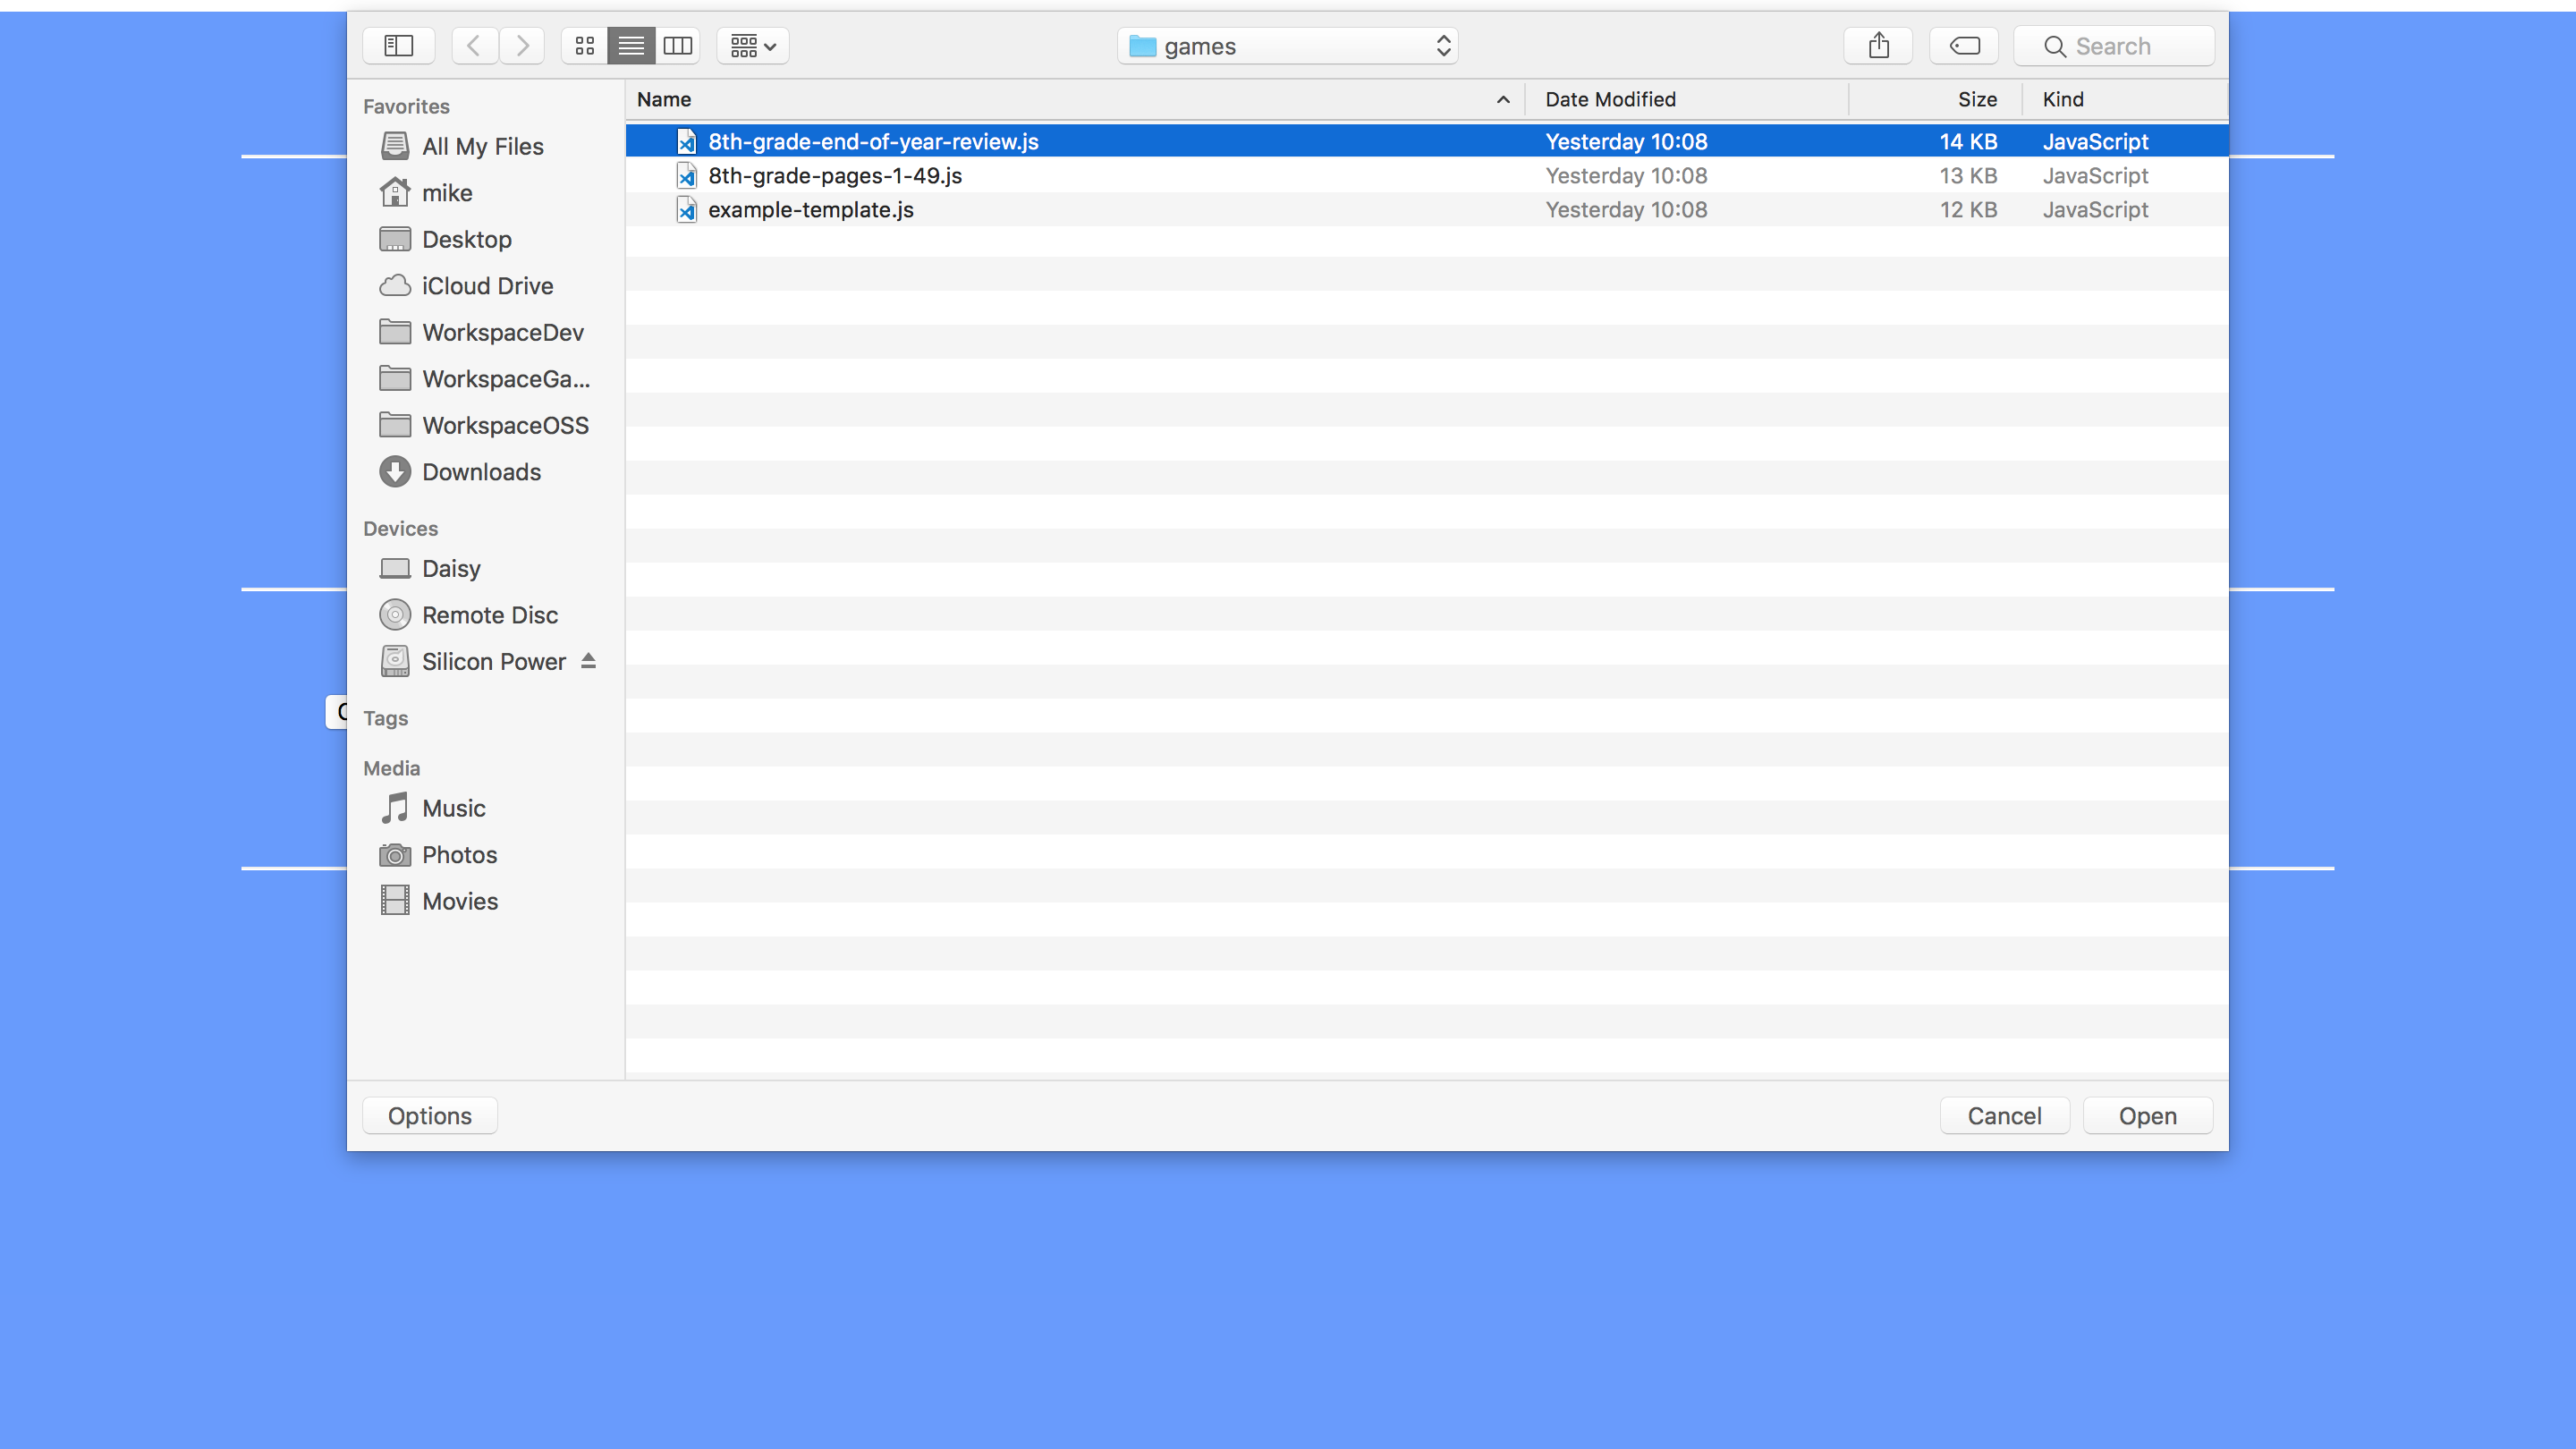 games
Search
Favorites
All My Files
mike
Desktop
iCloud Drive
WorkspaceDev
WorkspaceGa...
WorkspaceOSS
Downloads
Devices
Daisy
Remote Disc
Silicon Power
Tags
Media
Music
Photos
Movies
Name Date Modified Size Kind
8th-grade-end-of-year-review.js Yesterday 10:08 14 KB JavaScript
8th-grade-pages-1-49.js Yesterday 10:08 13 KB JavaScript
example-template.js Yesterday 10:08 12 KB JavaScript
Options Cancel Open